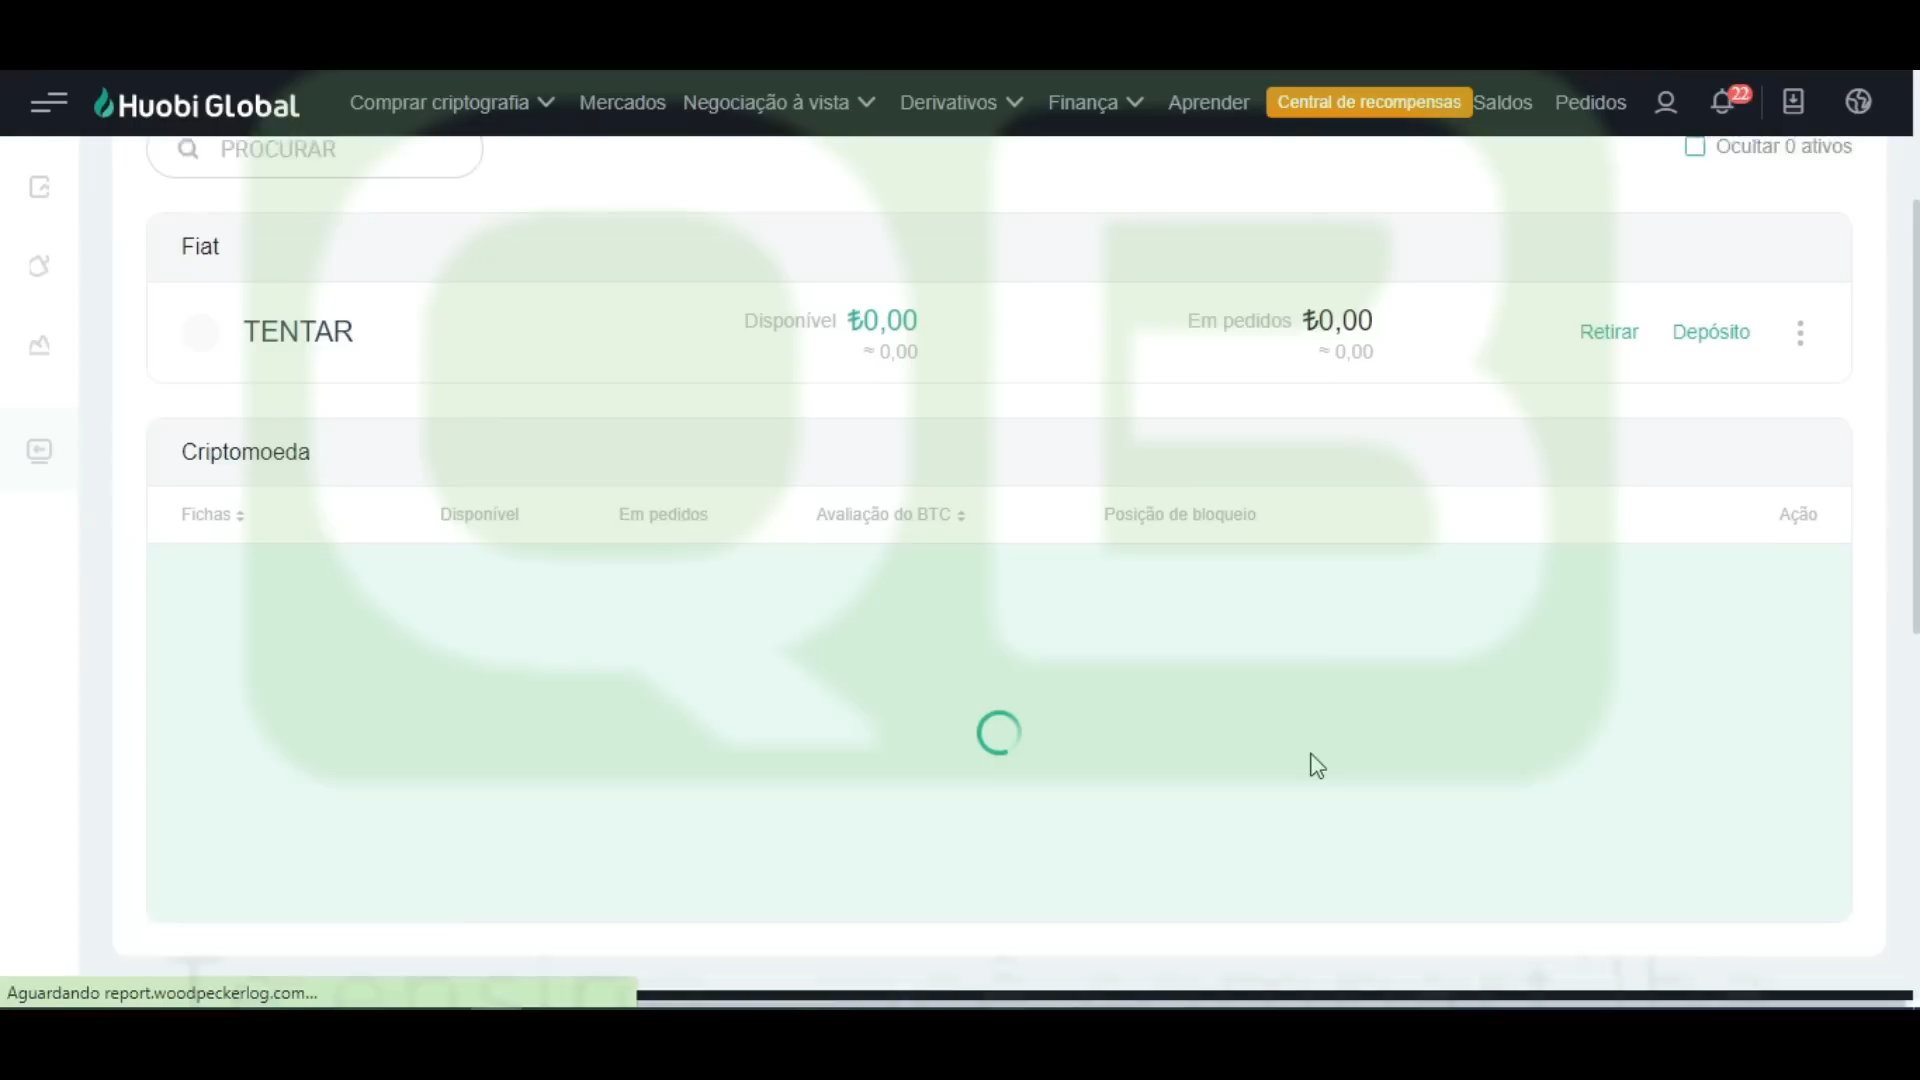 Huobi Global
Comprar criptografia Mercados Negociação à vista Derivativos Finança Aprender Central de recompensas Saldos Pedidos 22
PROCURAR
Ocultar 0 ativos
Fiat
TENTAR
Disponível ₺0,00
≈ 0,00
Em pedidos ₺0,00
≈ 0,00
Retirar Depósito
Criptomoeda
Fichas Disponível Em pedidos Avaliação do BTC Posição de bloqueio Ação
QB
Aguardando report.woodpeckerlog.com...